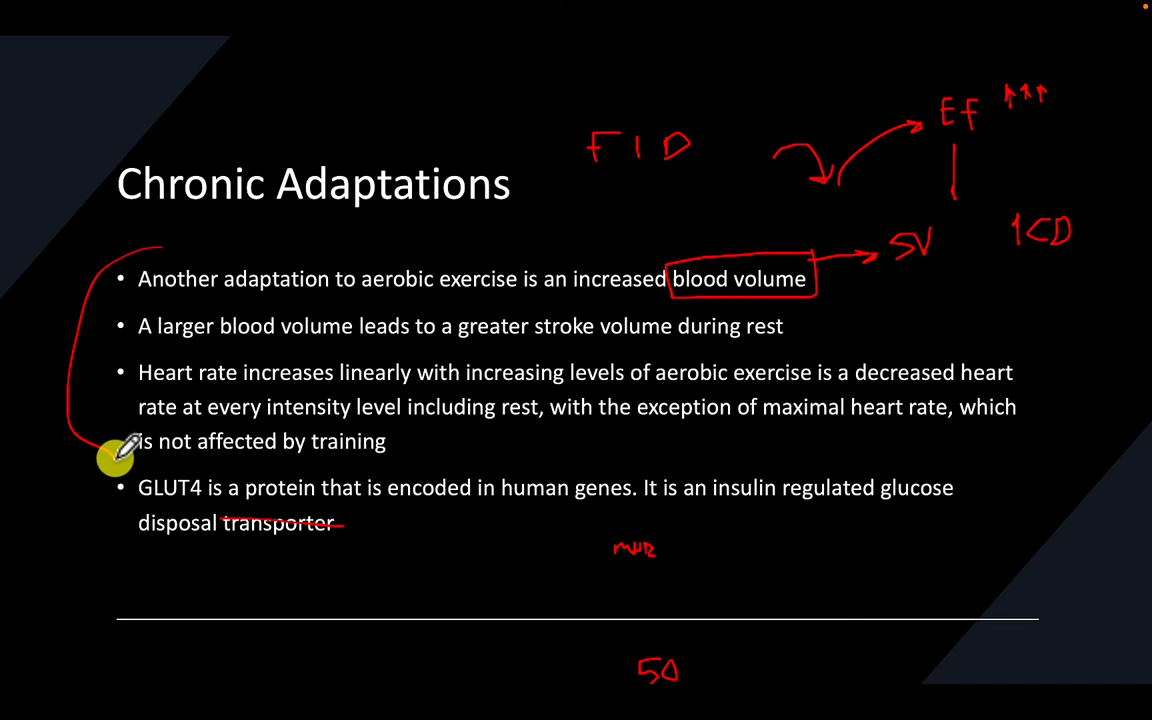 Ef ↑↑↑
FID
Chronic Adaptations
SV
ICD
• Another adaptation to aerobic exercise is an increased blood volume
• A larger blood volume leads to a greater stroke volume during rest
• Heart rate increases linearly with increasing levels of aerobic exercise is a decreased heart
rate at every intensity level including rest, with the exception of maximal heart rate, which
is not affected by training
• GLUT4 is a protein that is encoded in human genes. It is an insulin regulated glucose
disposal transporter
MHR
50